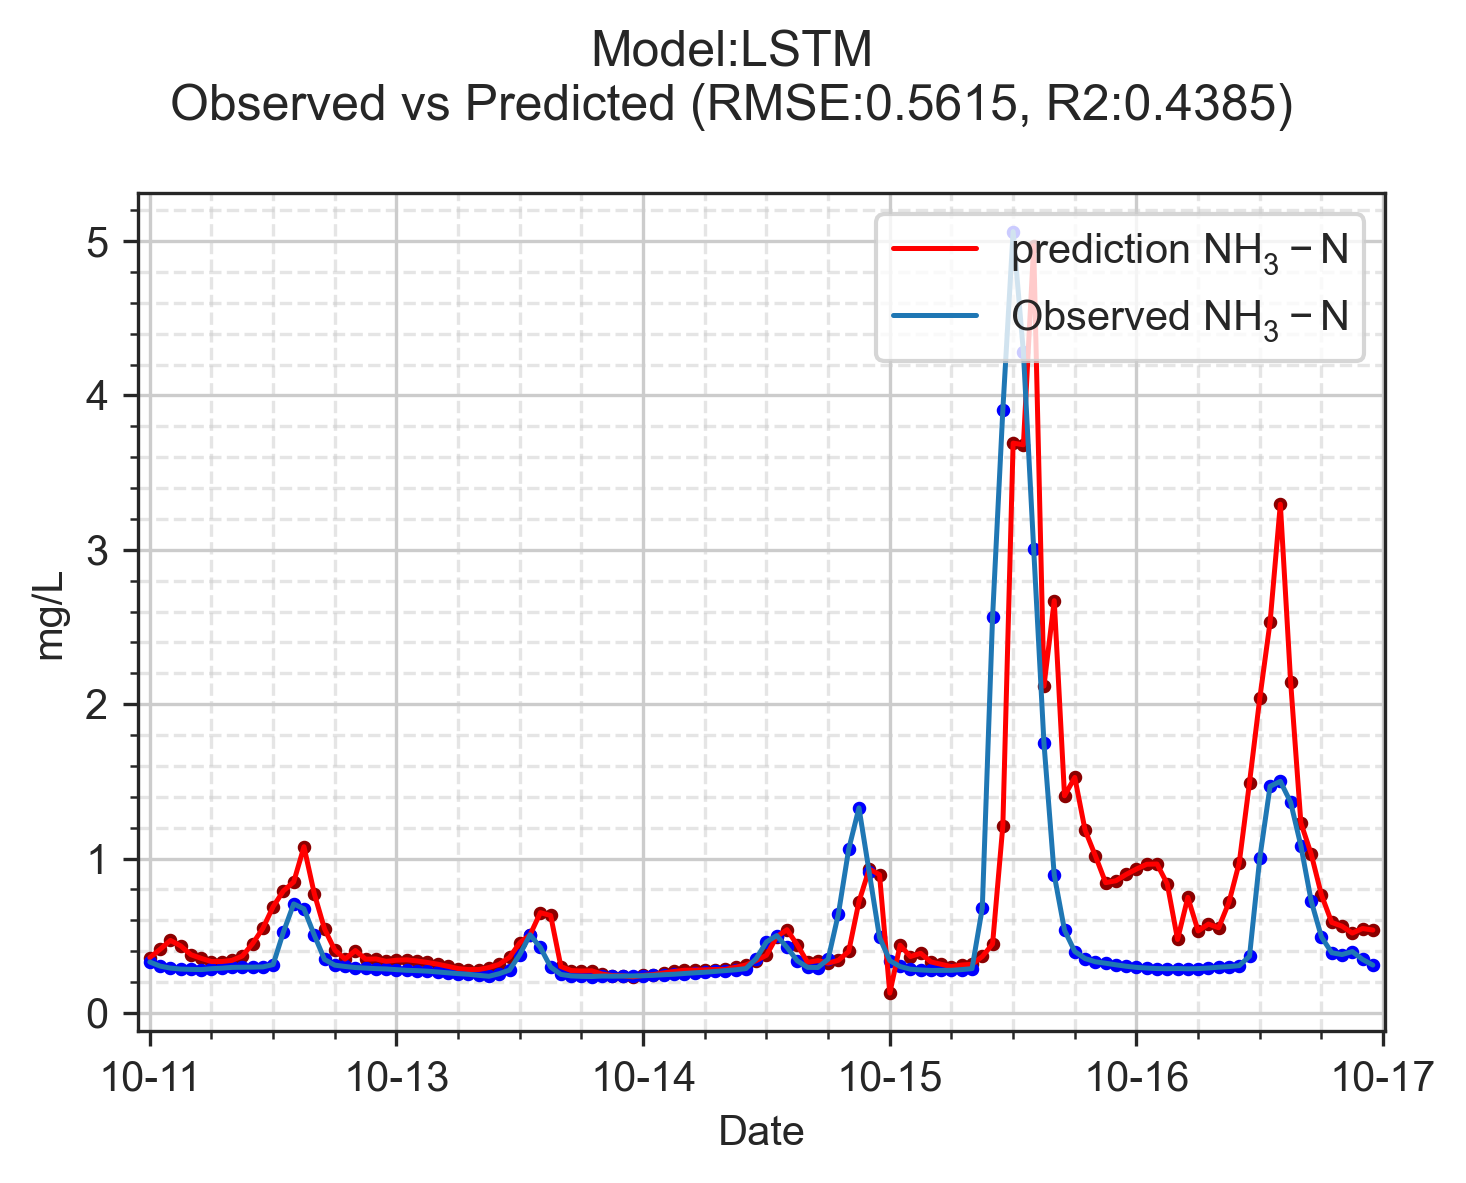 Model:LSTM
Observed vs Predicted (RMSE:0.5615, R2:0.4385)
prediction NH₃ − N
Observed NH₃ − N
5
4
3
2
1
0
mg/L
10-11 10-13 10-14 10-15 10-16 10-17
Date